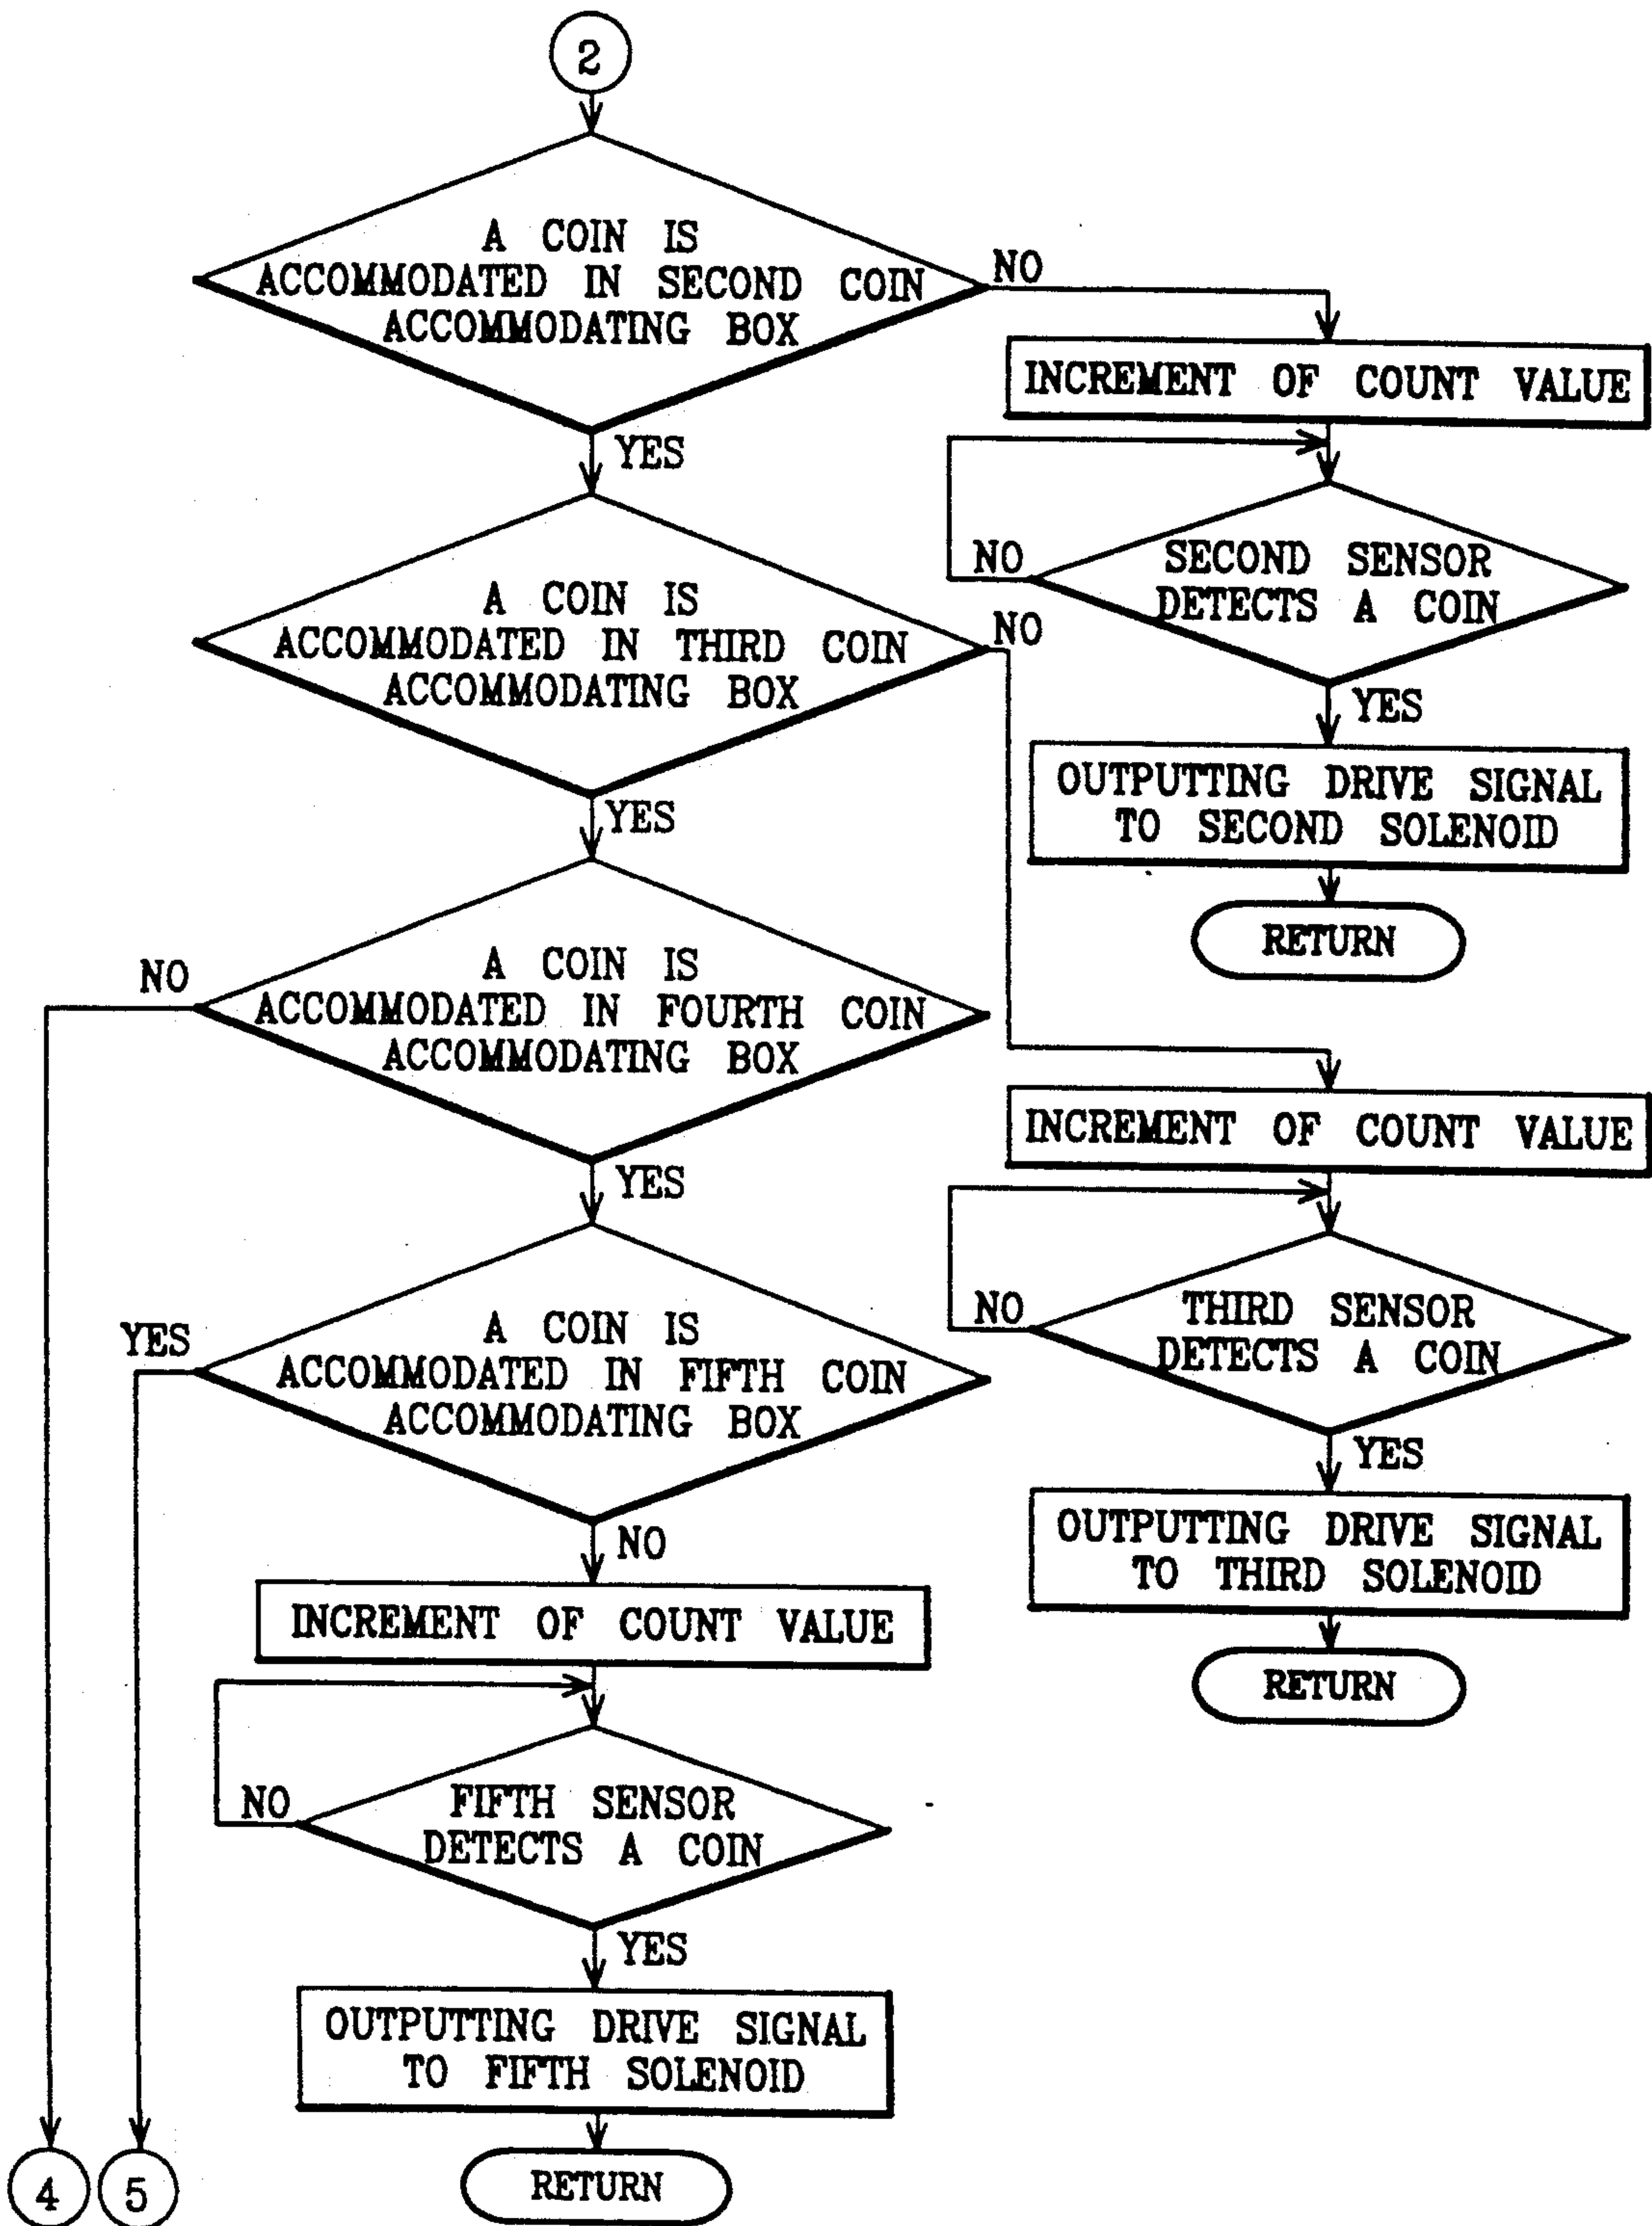 2
A COIN IS
ACCOMMODATED IN SECOND COIN
ACCOMMODATING BOX
NO
INCREMENT OF COUNT VALUE
YES
NO
SECOND SENSOR
DETECTS A COIN
YES
OUTPUTTING DRIVE SIGNAL
TO SECOND SOLENOID
RETURN
A COIN IS
ACCOMMODATED IN THIRD COIN
ACCOMMODATING BOX
NO
YES
INCREMENT OF COUNT VALUE
NO
THIRD SENSOR
DETECTS A COIN
YES
OUTPUTTING DRIVE SIGNAL
TO THIRD SOLENOID
RETURN
NO
A COIN IS
ACCOMMODATED IN FOURTH COIN
ACCOMMODATING BOX
YES
YES
A COIN IS
ACCOMMODATED IN FIFTH COIN
ACCOMMODATING BOX
NO
INCREMENT OF COUNT VALUE
NO
FIFTH SENSOR
DETECTS A COIN
YES
OUTPUTTING DRIVE SIGNAL
TO FIFTH SOLENOID
RETURN
4
5